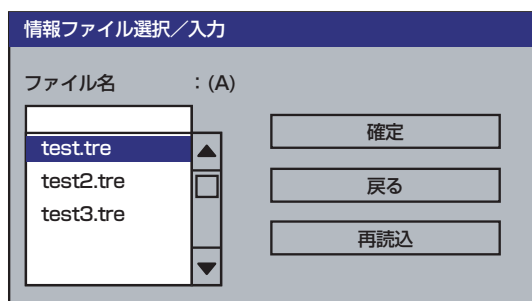 情報ファイル選択／入力
ファイル名　：(A)
test.tre
test2.tre
test3.tre
確定
戻る
再読込